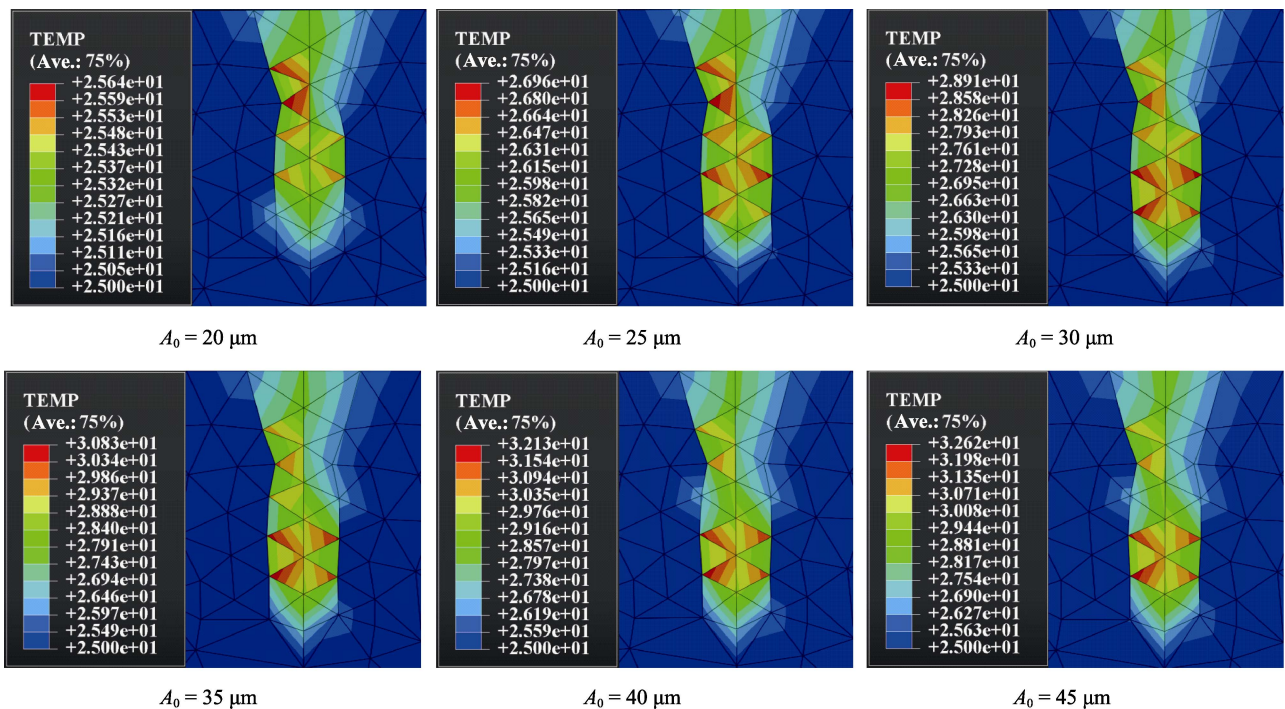 TEMP
(Ave.: 75%)
+2.564e+01
+2.559e+01
+2.553e+01
+2.548e+01
+2.543e+01
+2.537e+01
+2.532e+01
+2.527e+01
+2.521e+01
+2.516e+01
+2.511e+01
+2.505e+01
+2.500e+01
A0 = 20 μm
TEMP
(Ave.: 75%)
+2.696e+01
+2.680e+01
+2.664e+01
+2.647e+01
+2.631e+01
+2.615e+01
+2.598e+01
+2.582e+01
+2.565e+01
+2.549e+01
+2.533e+01
+2.516e+01
+2.500e+01
A0 = 25 μm
TEMP
(Ave.: 75%)
+2.891e+01
+2.858e+01
+2.826e+01
+2.793e+01
+2.761e+01
+2.728e+01
+2.695e+01
+2.663e+01
+2.630e+01
+2.598e+01
+2.565e+01
+2.533e+01
+2.500e+01
A0 = 30 μm
TEMP
(Ave.: 75%)
+3.083e+01
+3.034e+01
+2.986e+01
+2.937e+01
+2.888e+01
+2.840e+01
+2.791e+01
+2.743e+01
+2.694e+01
+2.646e+01
+2.597e+01
+2.549e+01
+2.500e+01
A0 = 35 μm
TEMP
(Ave.: 75%)
+3.213e+01
+3.154e+01
+3.094e+01
+3.035e+01
+2.976e+01
+2.916e+01
+2.857e+01
+2.797e+01
+2.738e+01
+2.678e+01
+2.619e+01
+2.559e+01
+2.500e+01
A0 = 40 μm
TEMP
(Ave.: 75%)
+3.262e+01
+3.198e+01
+3.135e+01
+3.071e+01
+3.008e+01
+2.944e+01
+2.881e+01
+2.817e+01
+2.754e+01
+2.690e+01
+2.627e+01
+2.563e+01
+2.500e+01
A0 = 45 μm